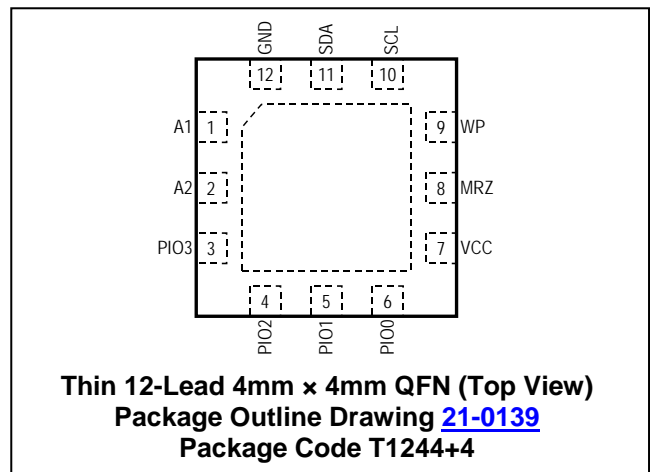 GND
SDA
SCL
12
11
10
A1
1
9
WP
A2
2
8
MRZ
PIO3
3
7
VCC
4
5
6
PIO2
PIO1
PIO0
Thin 12-Lead 4mm × 4mm QFN (Top View)
Package Outline Drawing 21-0139
Package Code T1244+4